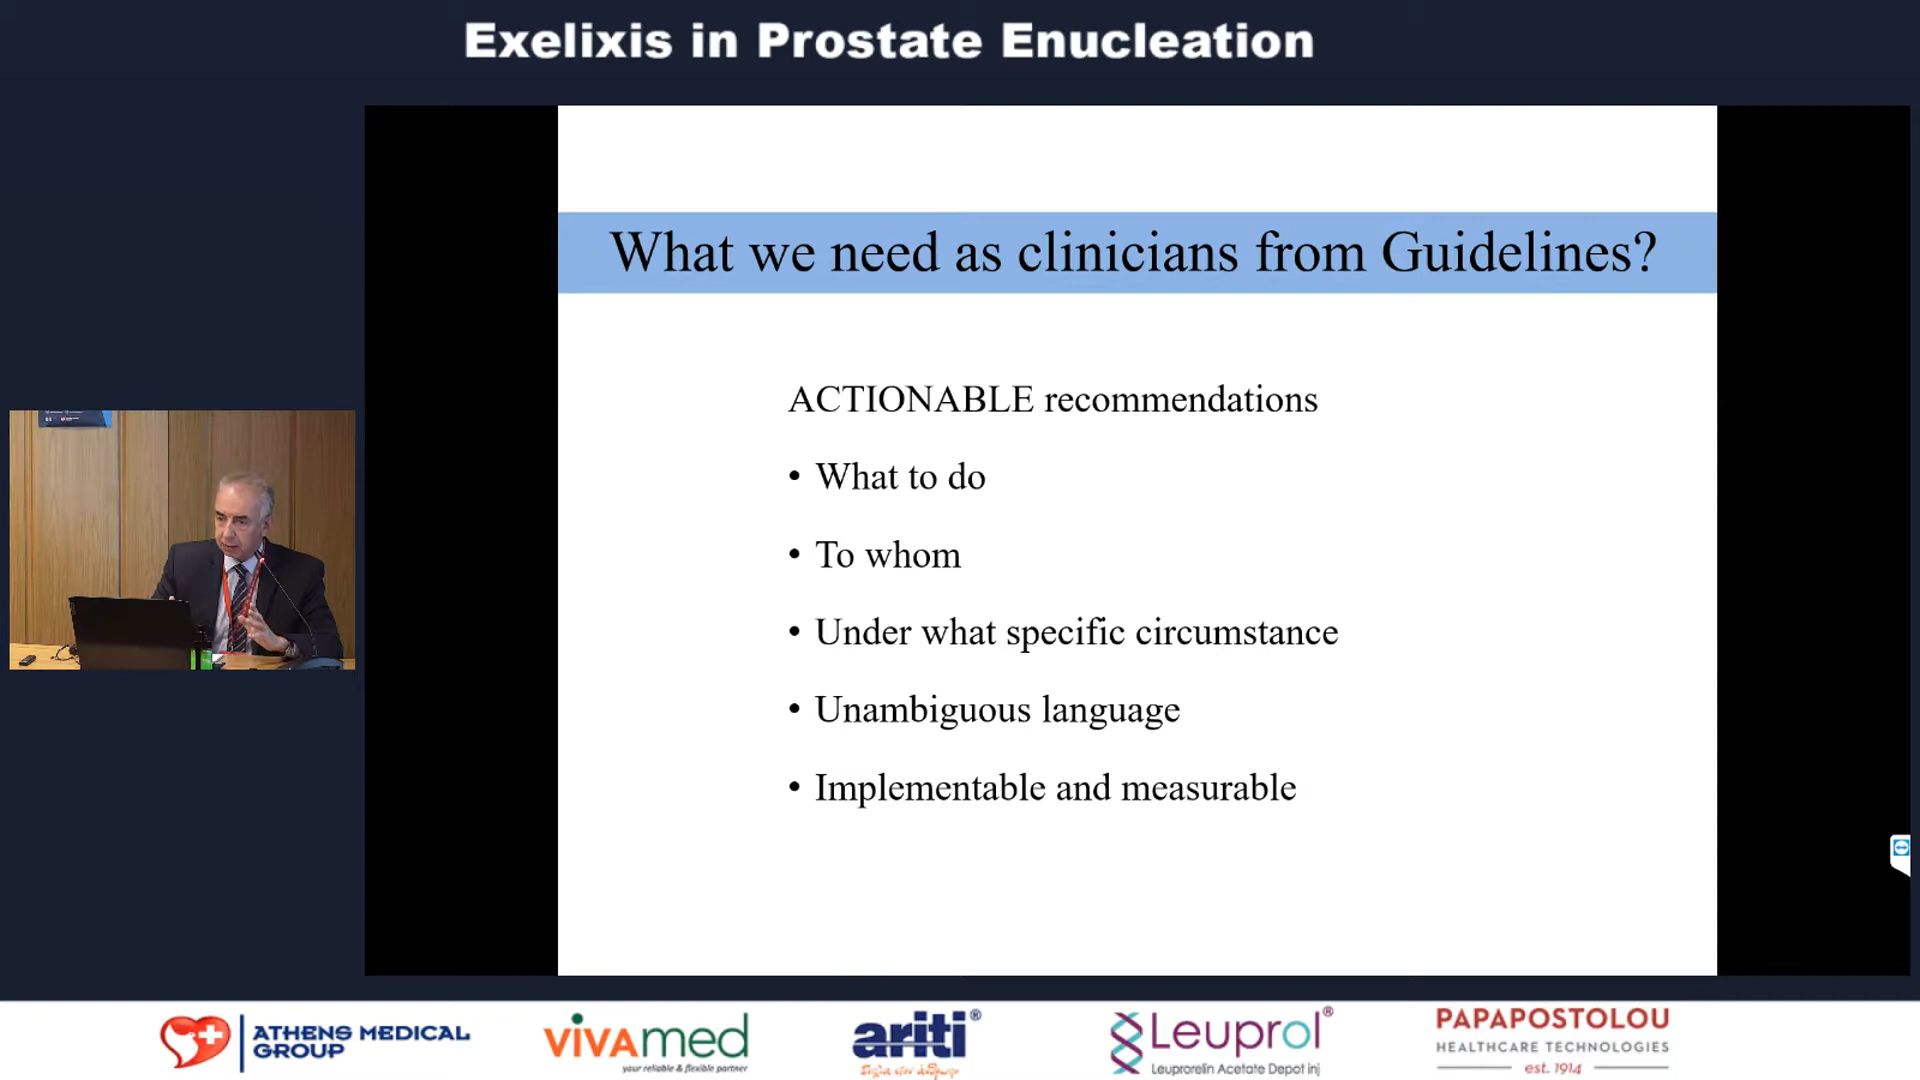 Exelixis in Prostate Enucleation
What we need as clinicians from Guidelines?
ACTIONABLE recommendations
• What to do
• To whom
• Under what specific circumstance
• Unambiguous language
• Implementable and measurable
ATHENS MEDICAL
GROUP
vivamed
your reliable & flexible partner
ariti®
Leuprol®
Leuprorelin Acetate Depot inj
PAPAPOSTOLOU
HEALTHCARE TECHNOLOGIES
est. 1914